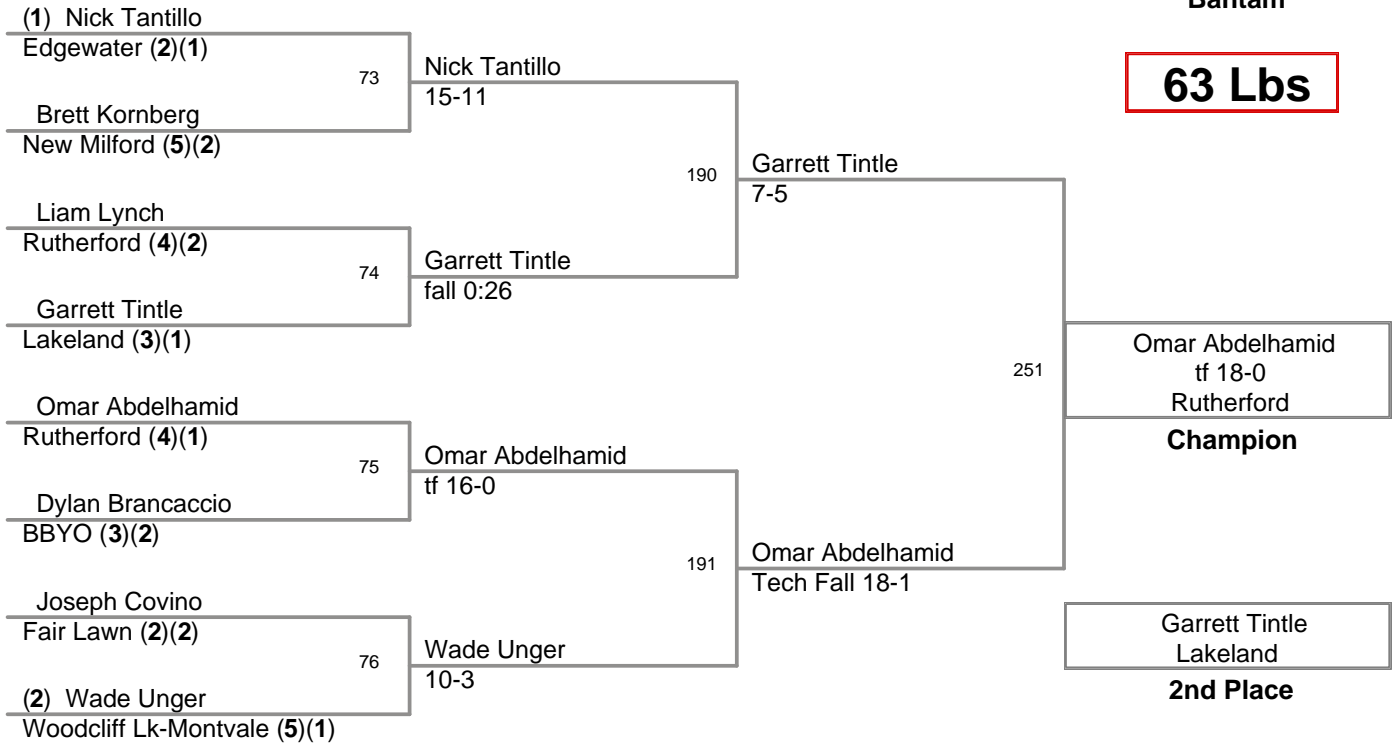 Bantam
63 Lbs
(1) Nick Tantillo
Edgewater (2)(1)
73
Brett Kornberg
New Milford (5)(2)
Liam Lynch
Rutherford (4)(2)
74
Garrett Tintle
Lakeland (3)(1)
Omar Abdelhamid
Rutherford (4)(1)
75
Dylan Brancaccio
BBYO (3)(2)
Joseph Covino
Fair Lawn (2)(2)
76
(2) Wade Unger
Woodcliff Lk-Montvale (5)(1)
Nick Tantillo
15-11
190
Garrett Tintle
fall 0:26
Omar Abdelhamid
tf 16-0
191
Wade Unger
10-3
Garrett Tintle
7-5
251
Omar Abdelhamid
Tech Fall 18-1
Omar Abdelhamid
tf 18-0
Rutherford
Champion
Garrett Tintle
Lakeland
2nd Place